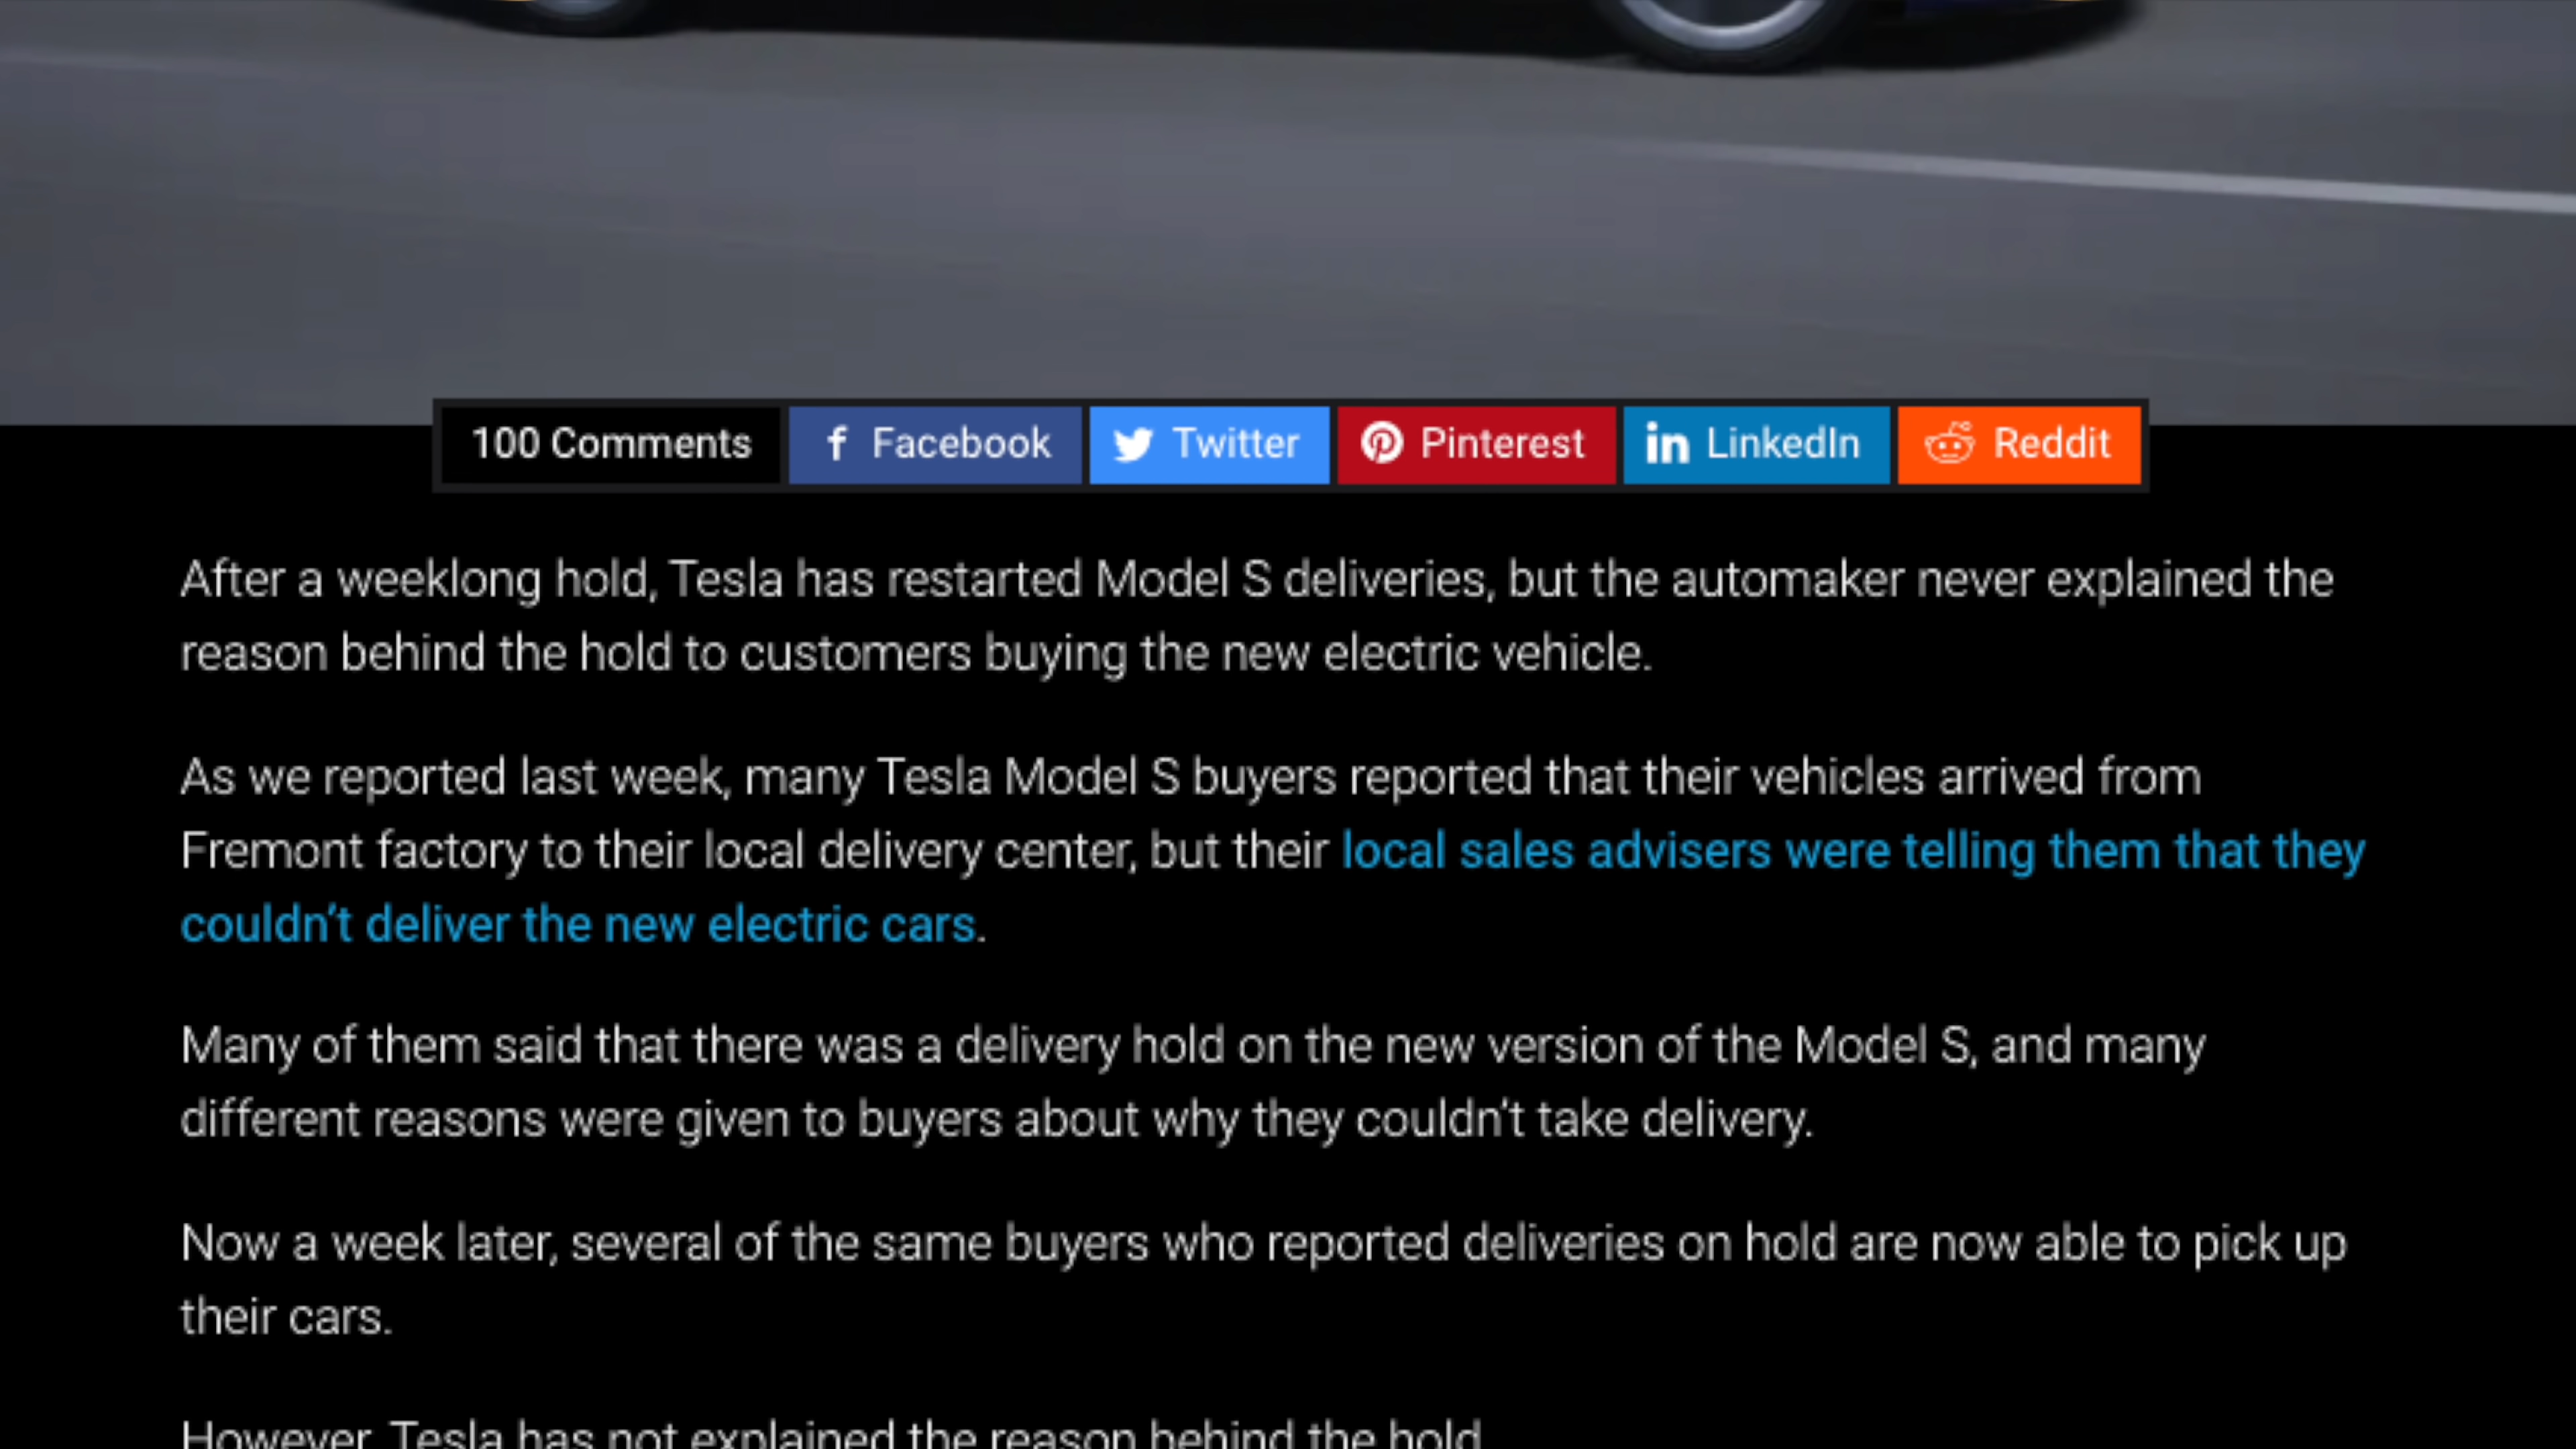 100 Comments Facebook Twitter Pinterest LinkedIn Reddit
After a weeklong hold, Tesla has restarted Model S deliveries, but the automaker never explained the
reason behind the hold to customers buying the new electric vehicle.
As we reported last week, many Tesla Model S buyers reported that their vehicles arrived from
Fremont factory to their local delivery center, but their local sales advisers were telling them that they
couldn’t deliver the new electric cars.
Many of them said that there was a delivery hold on the new version of the Model S, and many
different reasons were given to buyers about why they couldn’t take delivery.
Now a week later, several of the same buyers who reported deliveries on hold are now able to pick up
their cars.
However, Tesla has not explained the reason behind the hold